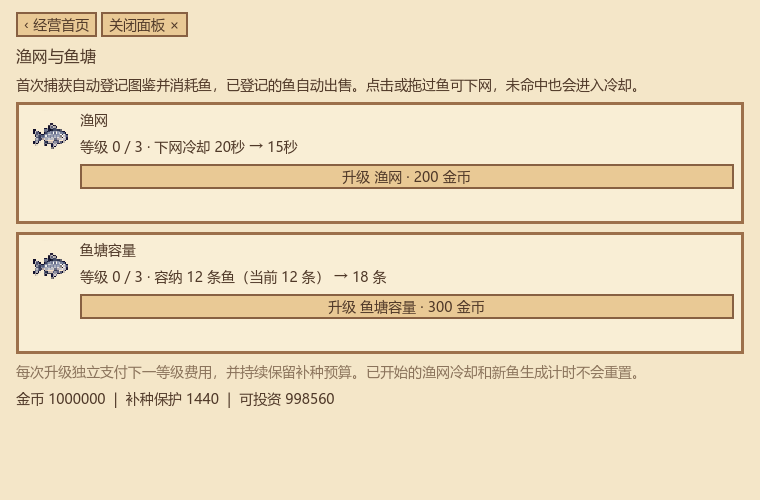 ‹ 经营首页 关闭面板 ×
渔网与鱼塘
首次捕获自动登记图鉴并消耗鱼，已登记的鱼自动出售。点击或拖过鱼可下网，未命中也会进入冷却。
渔网
等级 0 / 3 · 下网冷却 20秒 → 15秒
升级 渔网 · 200 金币
鱼塘容量
等级 0 / 3 · 容纳 12 条鱼（当前 12 条） → 18 条
升级 鱼塘容量 · 300 金币
每次升级独立支付下一等级费用，并持续保留补种预算。已开始的渔网冷却和新鱼生成计时不会重置。
金币 1000000 | 补种保护 1440 | 可投资 998560